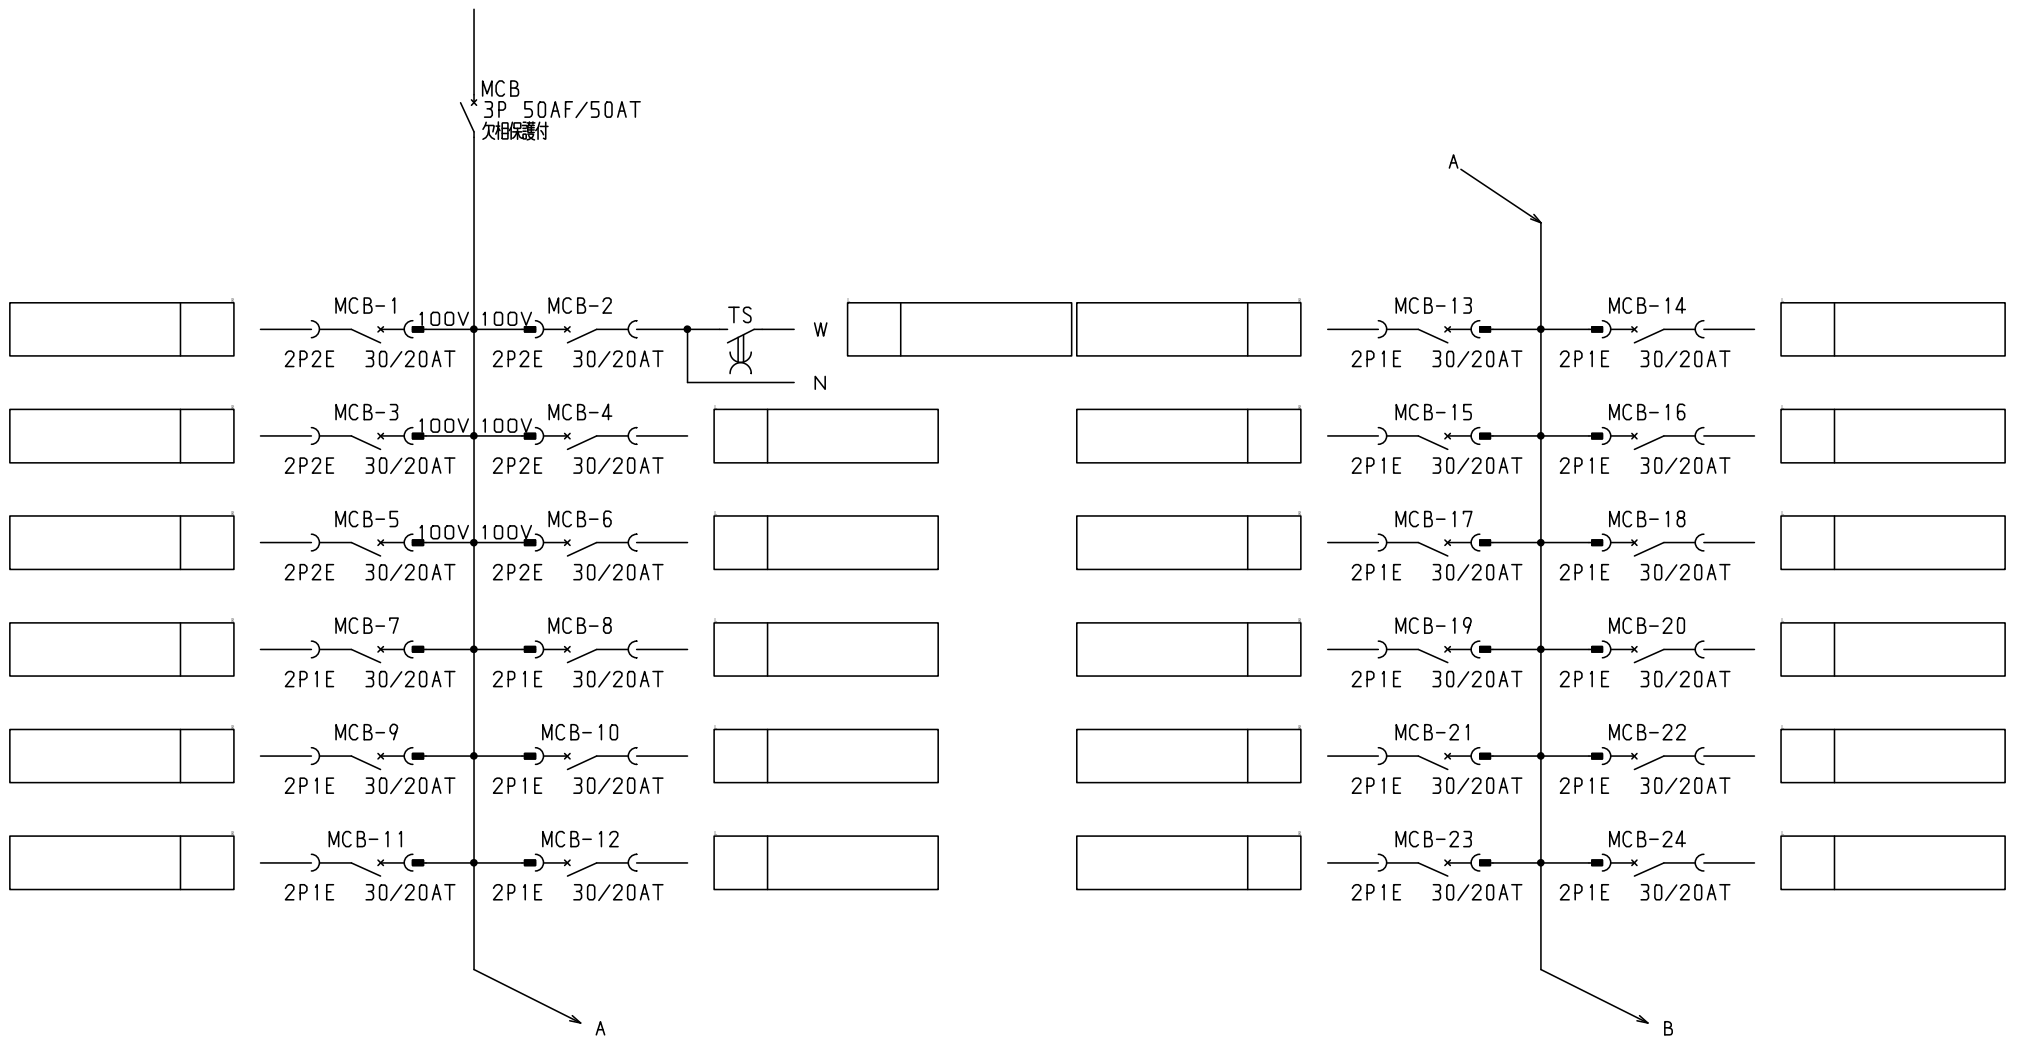 MCB
3P 50AF/50AT
欠相保護付
A
MCB-1 100V 100V MCB-2 TS W
2P2E 30/20AT 2P2E 30/20AT
N
MCB-3 100V 100V MCB-4
2P2E 30/20AT 2P2E 30/20AT
MCB-5 100V 100V MCB-6
2P2E 30/20AT 2P2E 30/20AT
MCB-7 MCB-8
2P1E 30/20AT 2P1E 30/20AT
MCB-9 MCB-10
2P1E 30/20AT 2P1E 30/20AT
MCB-11 MCB-12
2P1E 30/20AT 2P1E 30/20AT
A
MCB-13 MCB-14
2P1E 30/20AT 2P1E 30/20AT
MCB-15 MCB-16
2P1E 30/20AT 2P1E 30/20AT
MCB-17 MCB-18
2P1E 30/20AT 2P1E 30/20AT
MCB-19 MCB-20
2P1E 30/20AT 2P1E 30/20AT
MCB-21 MCB-22
2P1E 30/20AT 2P1E 30/20AT
MCB-23 MCB-24
2P1E 30/20AT 2P1E 30/20AT
B